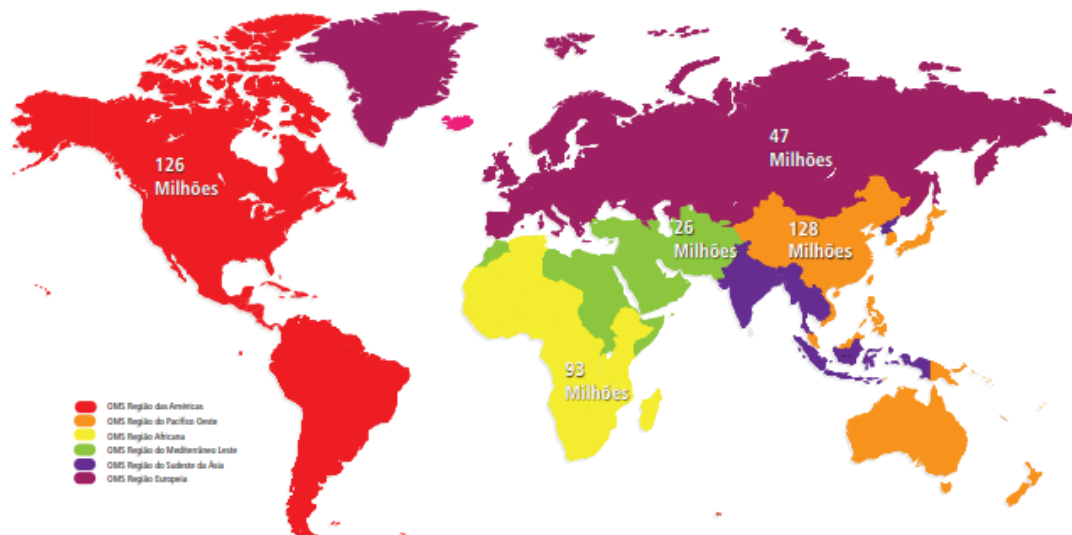 126
Milhões
47
Milhões
26
Milhões
128
Milhões
93
Milhões
OMS Região das Américas
OMS Região do Pacífico Oeste
OMS Região Africana
OMS Região do Mediterrâneo Leste
OMS Região do Sudeste da Ásia
OMS Região Europeia